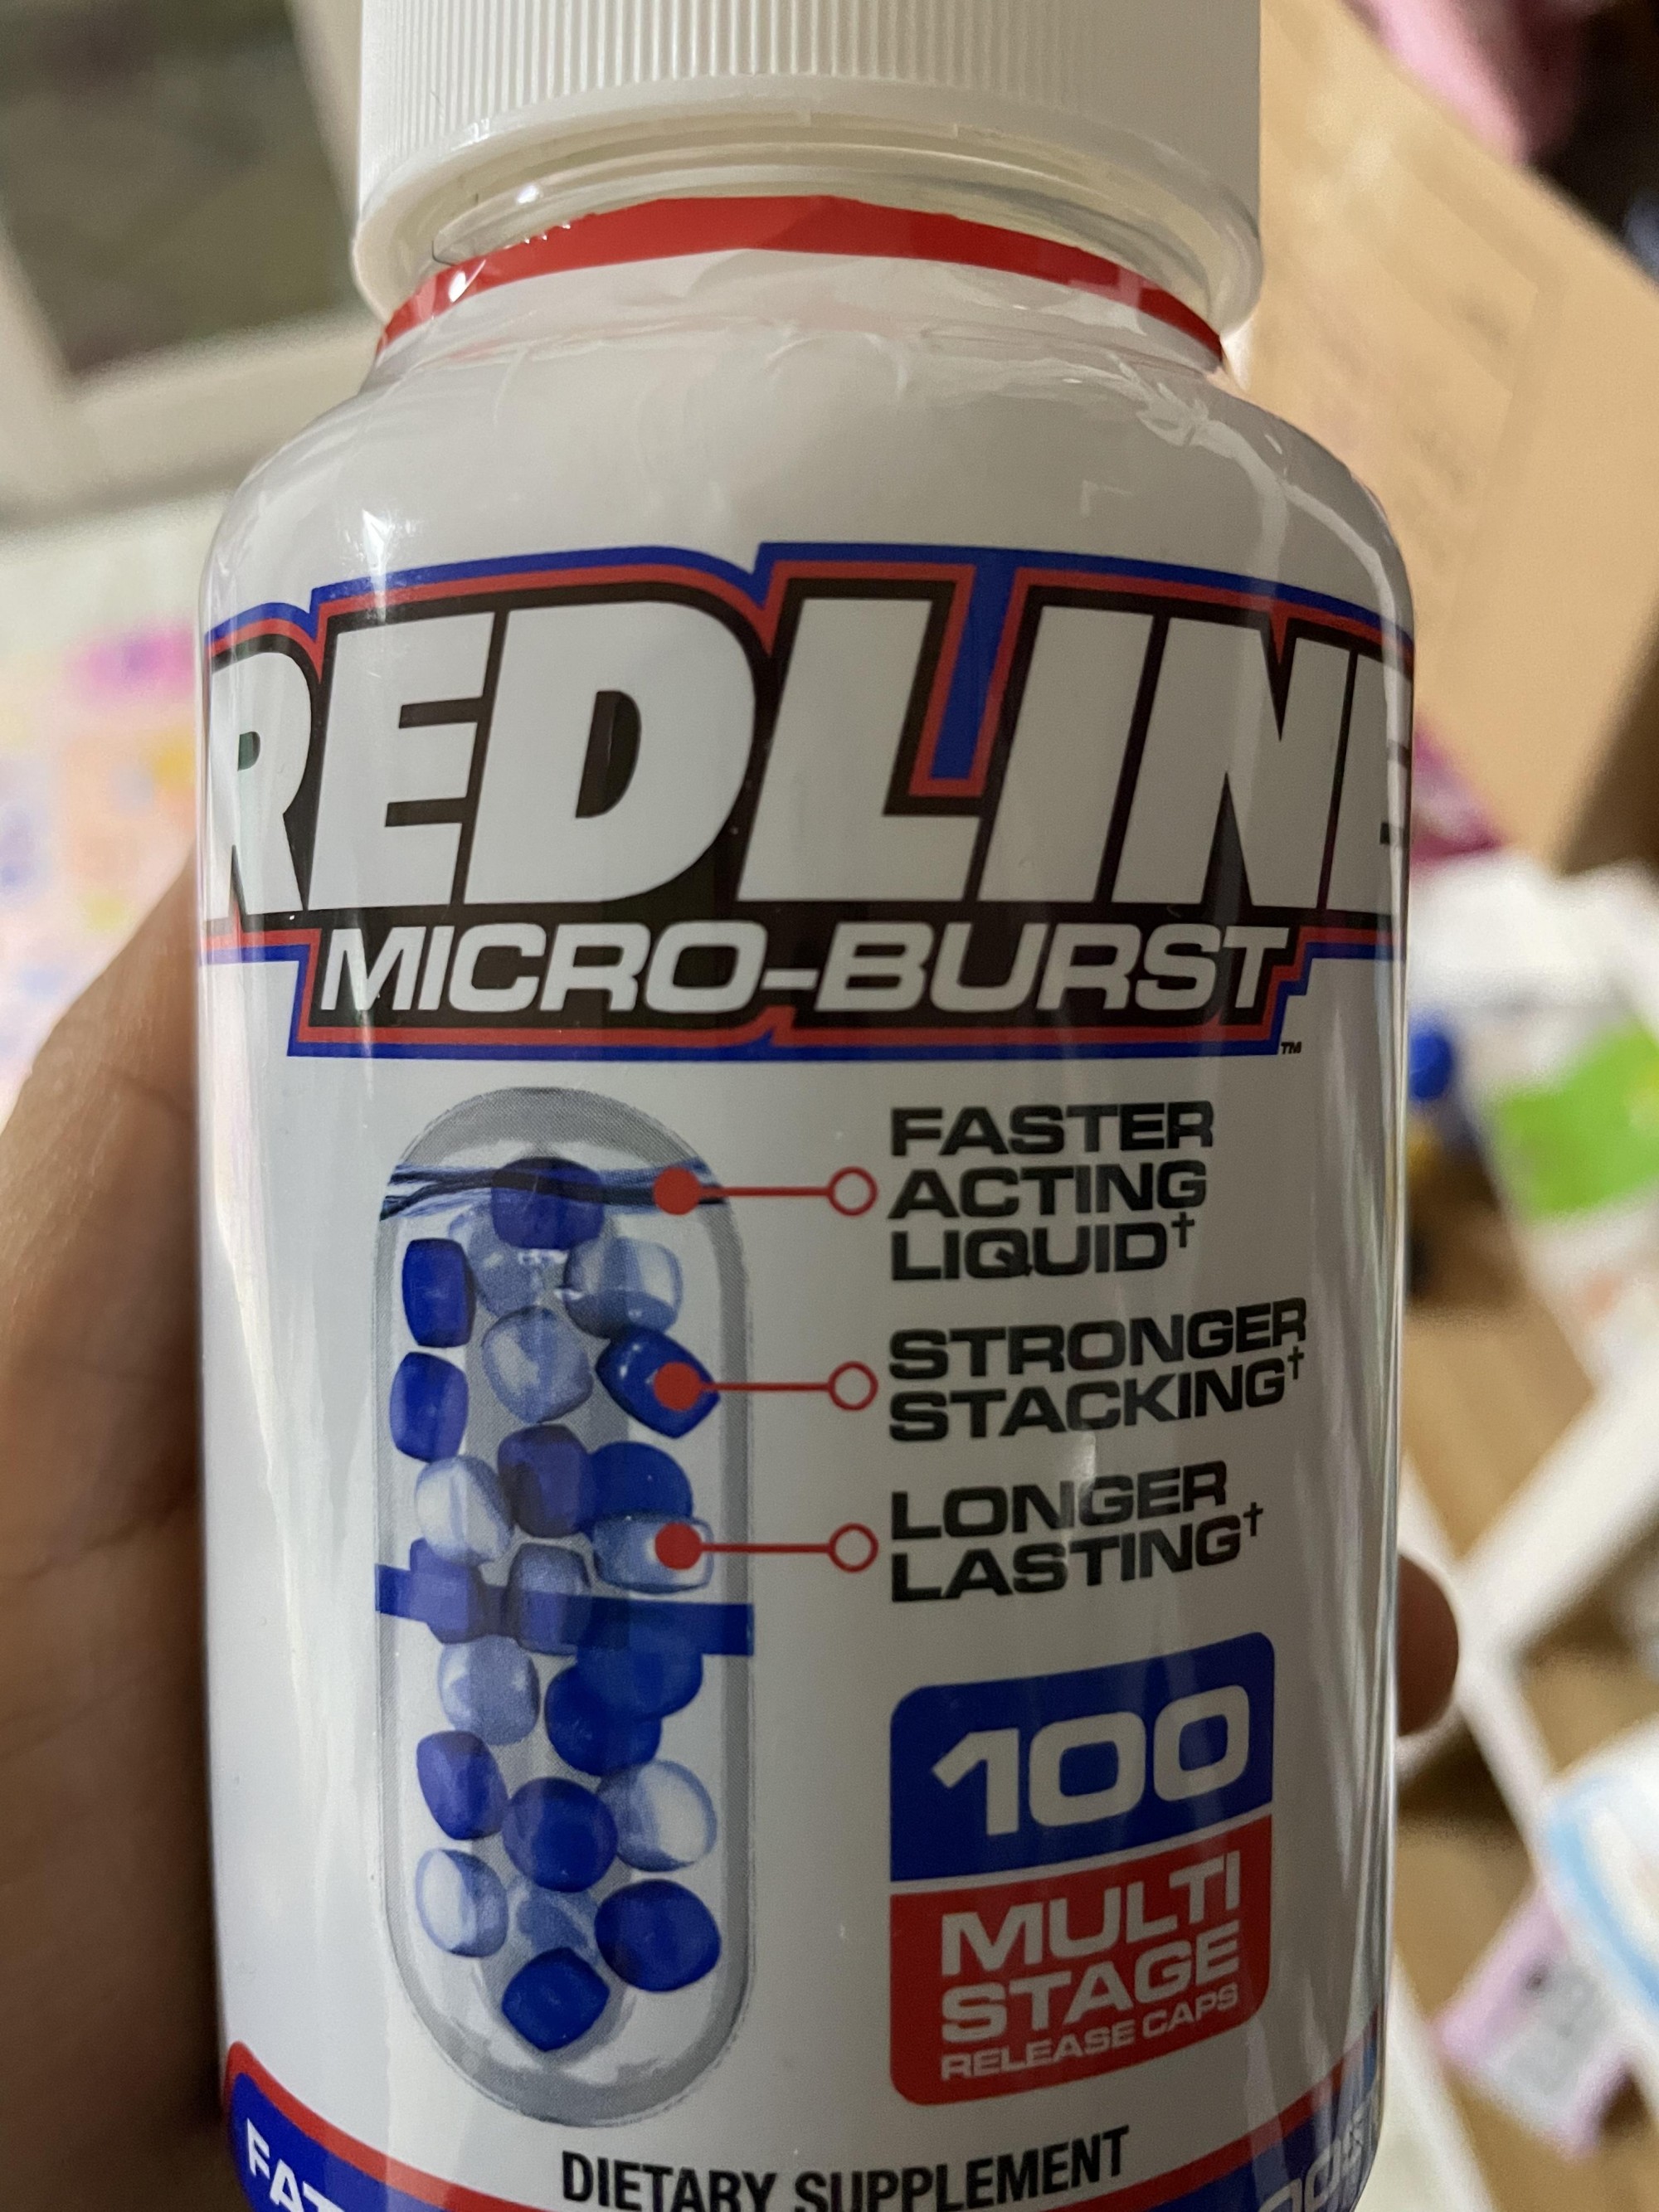 REDLINE
MICRO-BURST
TM
FASTER
ACTING
LIQUID†
STRONGER
STACKING†
LONGER
LASTING†
100
MULTI
STAGE
RELEASE CAPS
DIETARY SUPPLEMENT